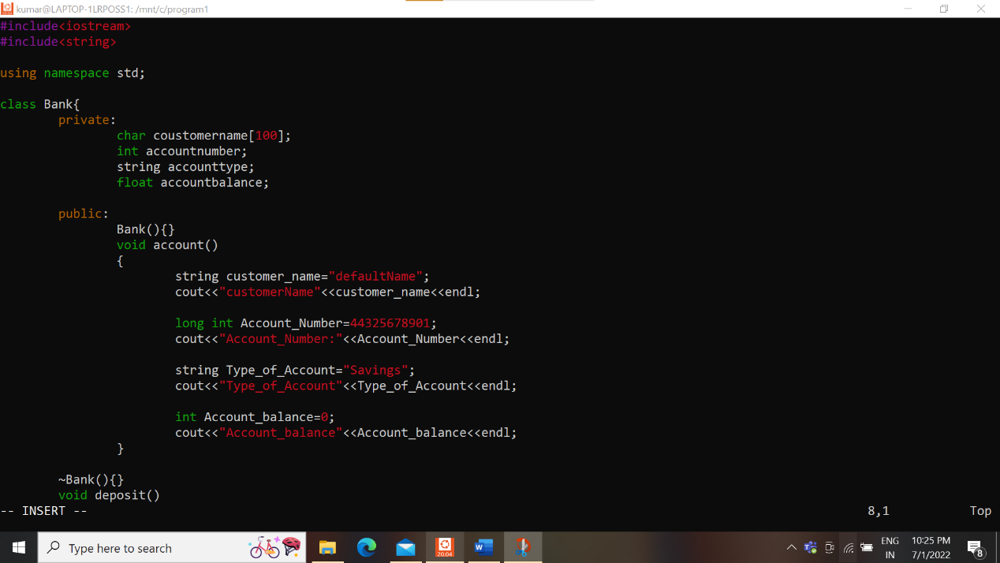 kumar@LAPTOP-1LRPOSS1: /mnt/c/program1
#include<iostream>
#include<string>
using namespace std;
class Bank{
private:
char coustomername[100];
int accountnumber;
string accounttype;
float accountbalance;
public:
Bank(){}
void account()
{
string customer_name="defaultName";
cout<<"customerName"<<customer_name<<endl;
long int Account_Number=44325678901;
cout<<"Account_Number:"<<Account_Number<<endl;
string Type_of_Account="Savings";
cout<<"Type_of_Account"<<Type_of_Account<<endl;
int Account_balance=0;
cout<<"Account_balance"<<Account_balance<<endl;
}
~Bank(){}
void deposit()
-- INSERT -- 8,1 Top
Type here to search 20.04 ENG 10:25 PM
IN 7/1/2022 8